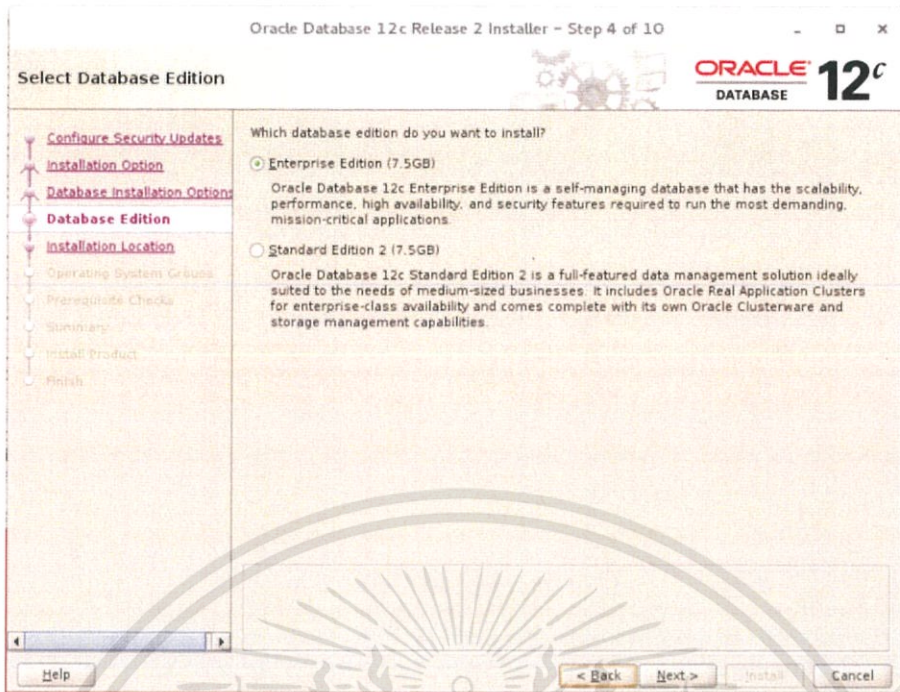 Oracle Database 12c Release 2 Installer - Step 4 of 10
Select Database Edition
ORACLE
DATABASE
12c
Configure Security Updates
Installation Option
Database Installation Options
Database Edition
Installation Location
Operating System Groups
Prerequisite Checks
Summary
Install Product
Finish
Which database edition do you want to install?
Enterprise Edition (7.5GB)
Oracle Database 12c Enterprise Edition is a self-managing database that has the scalability,
performance, high availability, and security features required to run the most demanding,
mission-critical applications.
Standard Edition 2 (7.5GB)
Oracle Database 12c Standard Edition 2 is a full-featured data management solution ideally
suited to the needs of medium-sized businesses. It includes Oracle Real Application Clusters
for enterprise-class availability and comes complete with its own Oracle Clusterware and
storage management capabilities.
Help
< Back
Next >
Install
Cancel